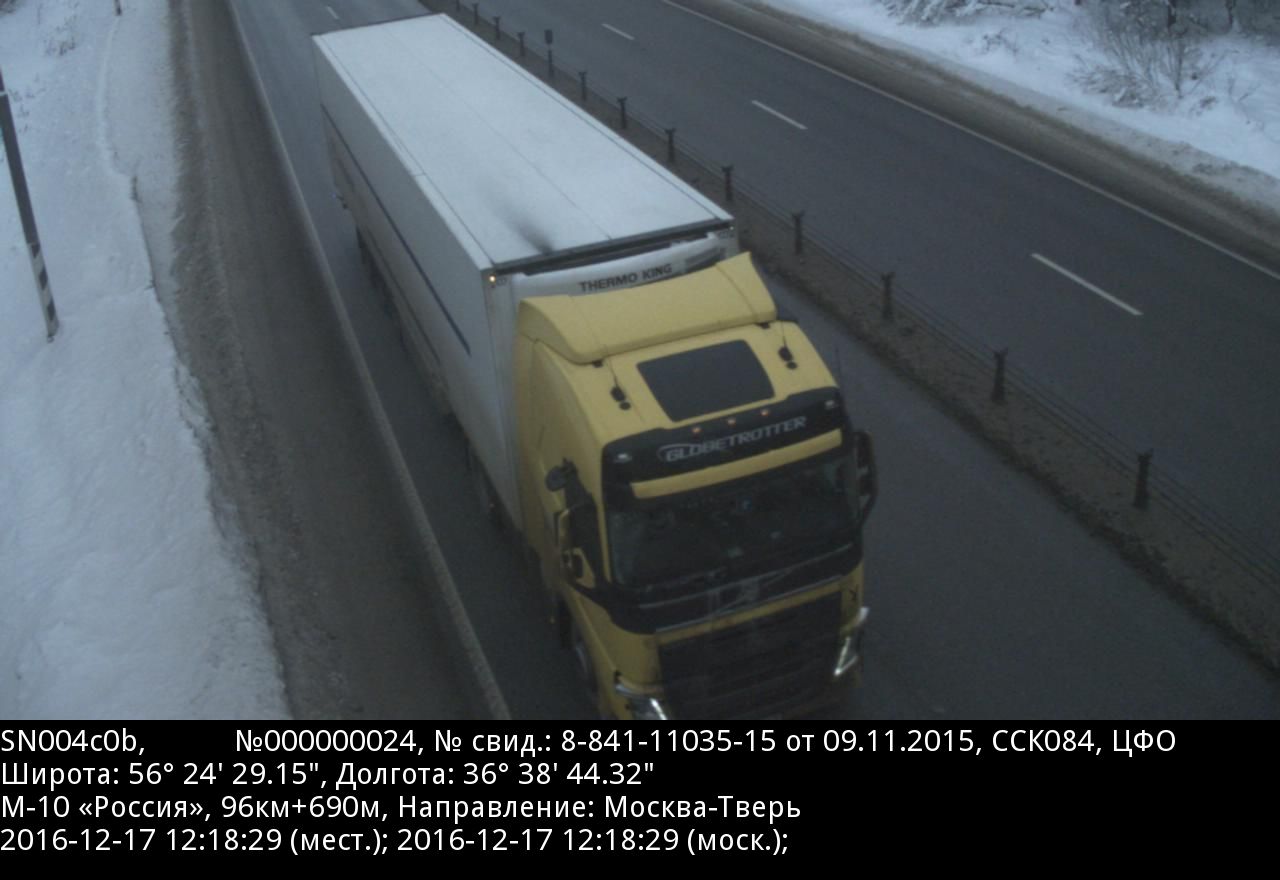 THERMO KING
GLOBETROTTER
SN004c0b, №000000024, № свид.: 8-841-11035-15 от 09.11.2015, ССК084, ЦФО
Широта: 56° 24' 29.15", Долгота: 36° 38' 44.32"
М-10 «Россия», 96км+690м, Направление: Москва-Тверь
2016-12-17 12:18:29 (мест.); 2016-12-17 12:18:29 (моск.);